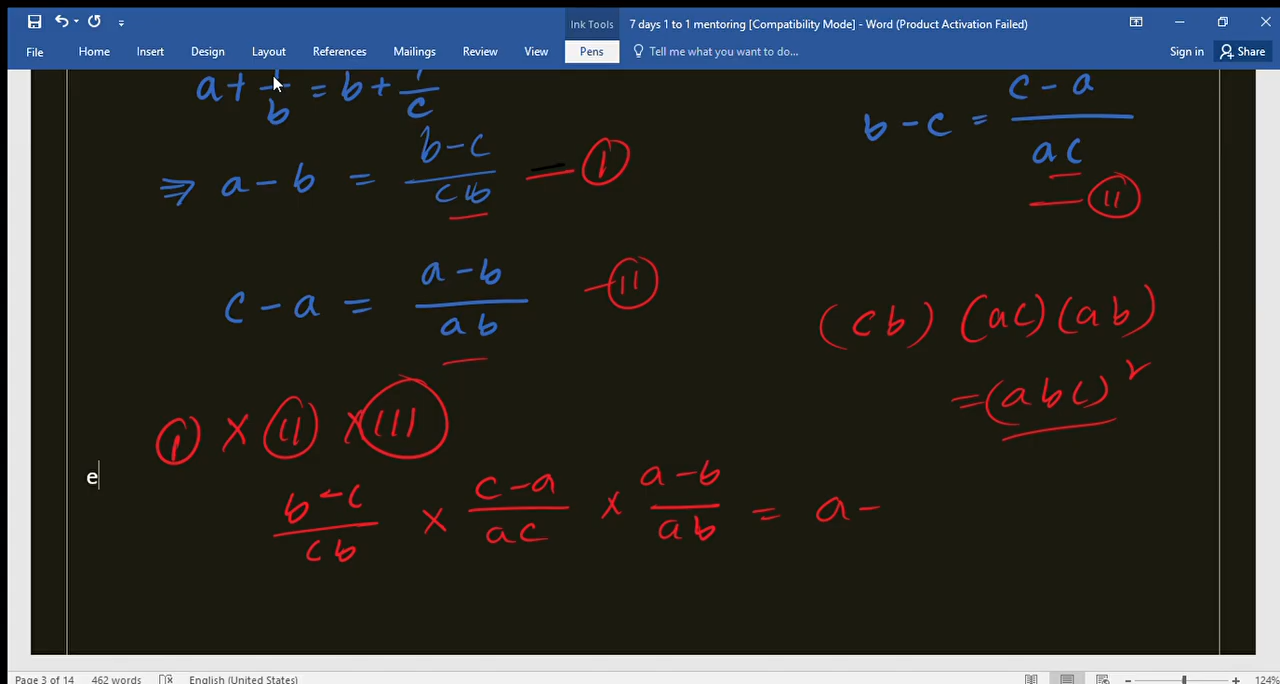 Ink Tools
7 days 1 to 1 mentoring [Compatibility Mode] - Word (Product Activation Failed)
File Home Insert Design Layout References Mailings Review View Pens Tell me what you want to do... Sign in Share
a + 1/b = b + 1/c
⇒ a - b = (b - c)/(cb) — (I)
b - c = (c - a)/(ac)
— (II)
c - a = (a - b)/(ab) - (II)
(cb) (ac) (ab)
= (abc)²
(I) × (II) × (III)
e
(b - c)/(cb) × (c - a)/(ac) × (a - b)/(ab) = a -
Page 3 of 14 462 words English (United States) 124%